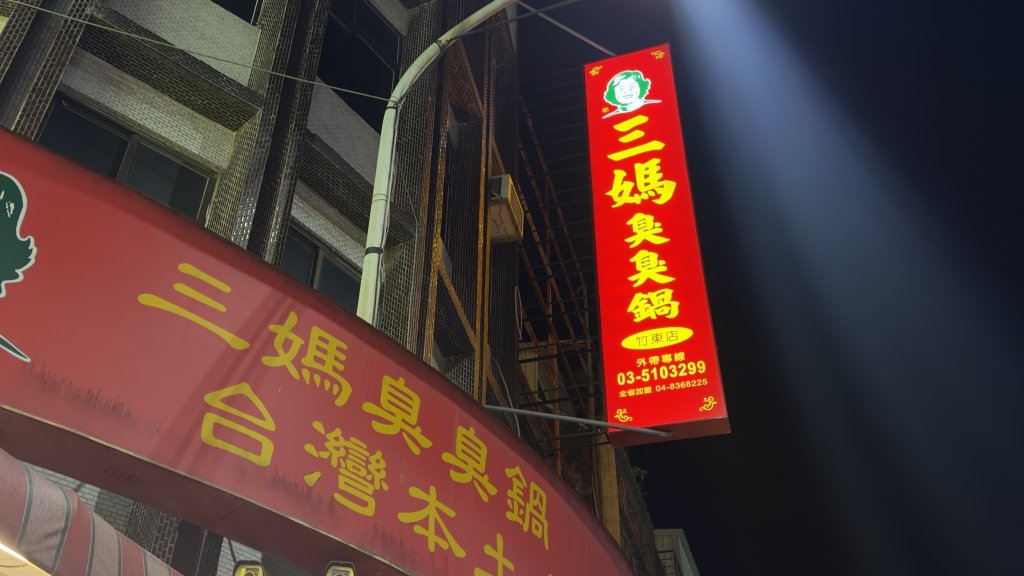 三媽
臭臭鍋
竹東店
外帶專線
03-5103299
全省加盟 04-8368225
三媽臭臭鍋
台灣本土